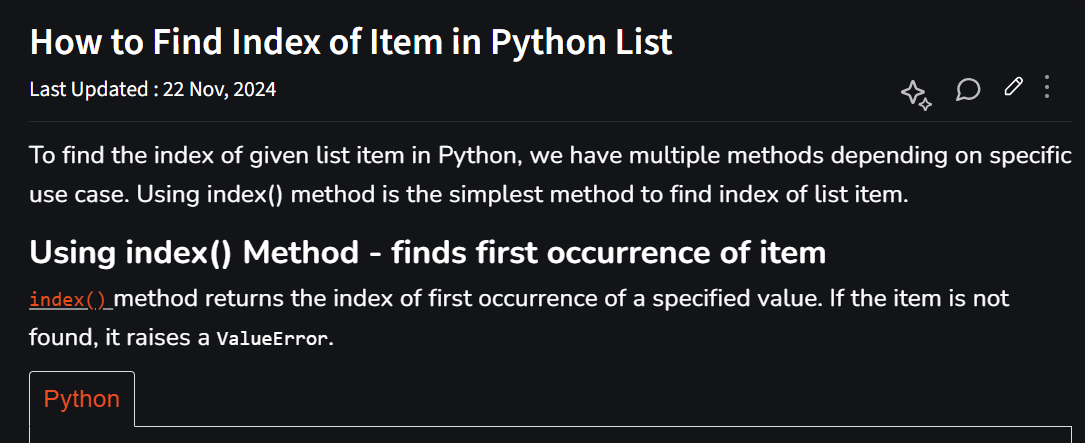 How to Find Index of Item in Python List
Last Updated : 22 Nov, 2024
To find the index of given list item in Python, we have multiple methods depending on specific
use case. Using index() method is the simplest method to find index of list item.
Using index() Method - finds first occurrence of item
index() method returns the index of first occurrence of a specified value. If the item is not
found, it raises a ValueError.
Python